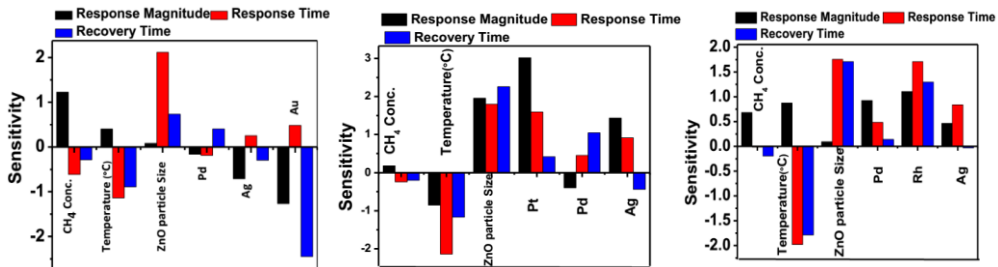 Response Magnitude Response Time
Recovery Time
Sensitivity
2
1
0
-1
-2
CH4 Conc.
Temperature (°C)
ZnO particle Size
Pd
Ag
Au
Response Magnitude Response Time
Recovery Time
Sensitivity
3
2
1
0
-1
-2
CH4 Conc.
Temperature(°C)
ZnO particle Size
Pt
Pd
Ag
Response Magnitude Response Time
Recovery Time
Sensitivity
2.0
1.5
1.0
0.5
0.0
-0.5
-1.0
-1.5
-2.0
CH4 Conc.
Temperature(°C)
ZnO particle Size
Pd
Rh
Ag